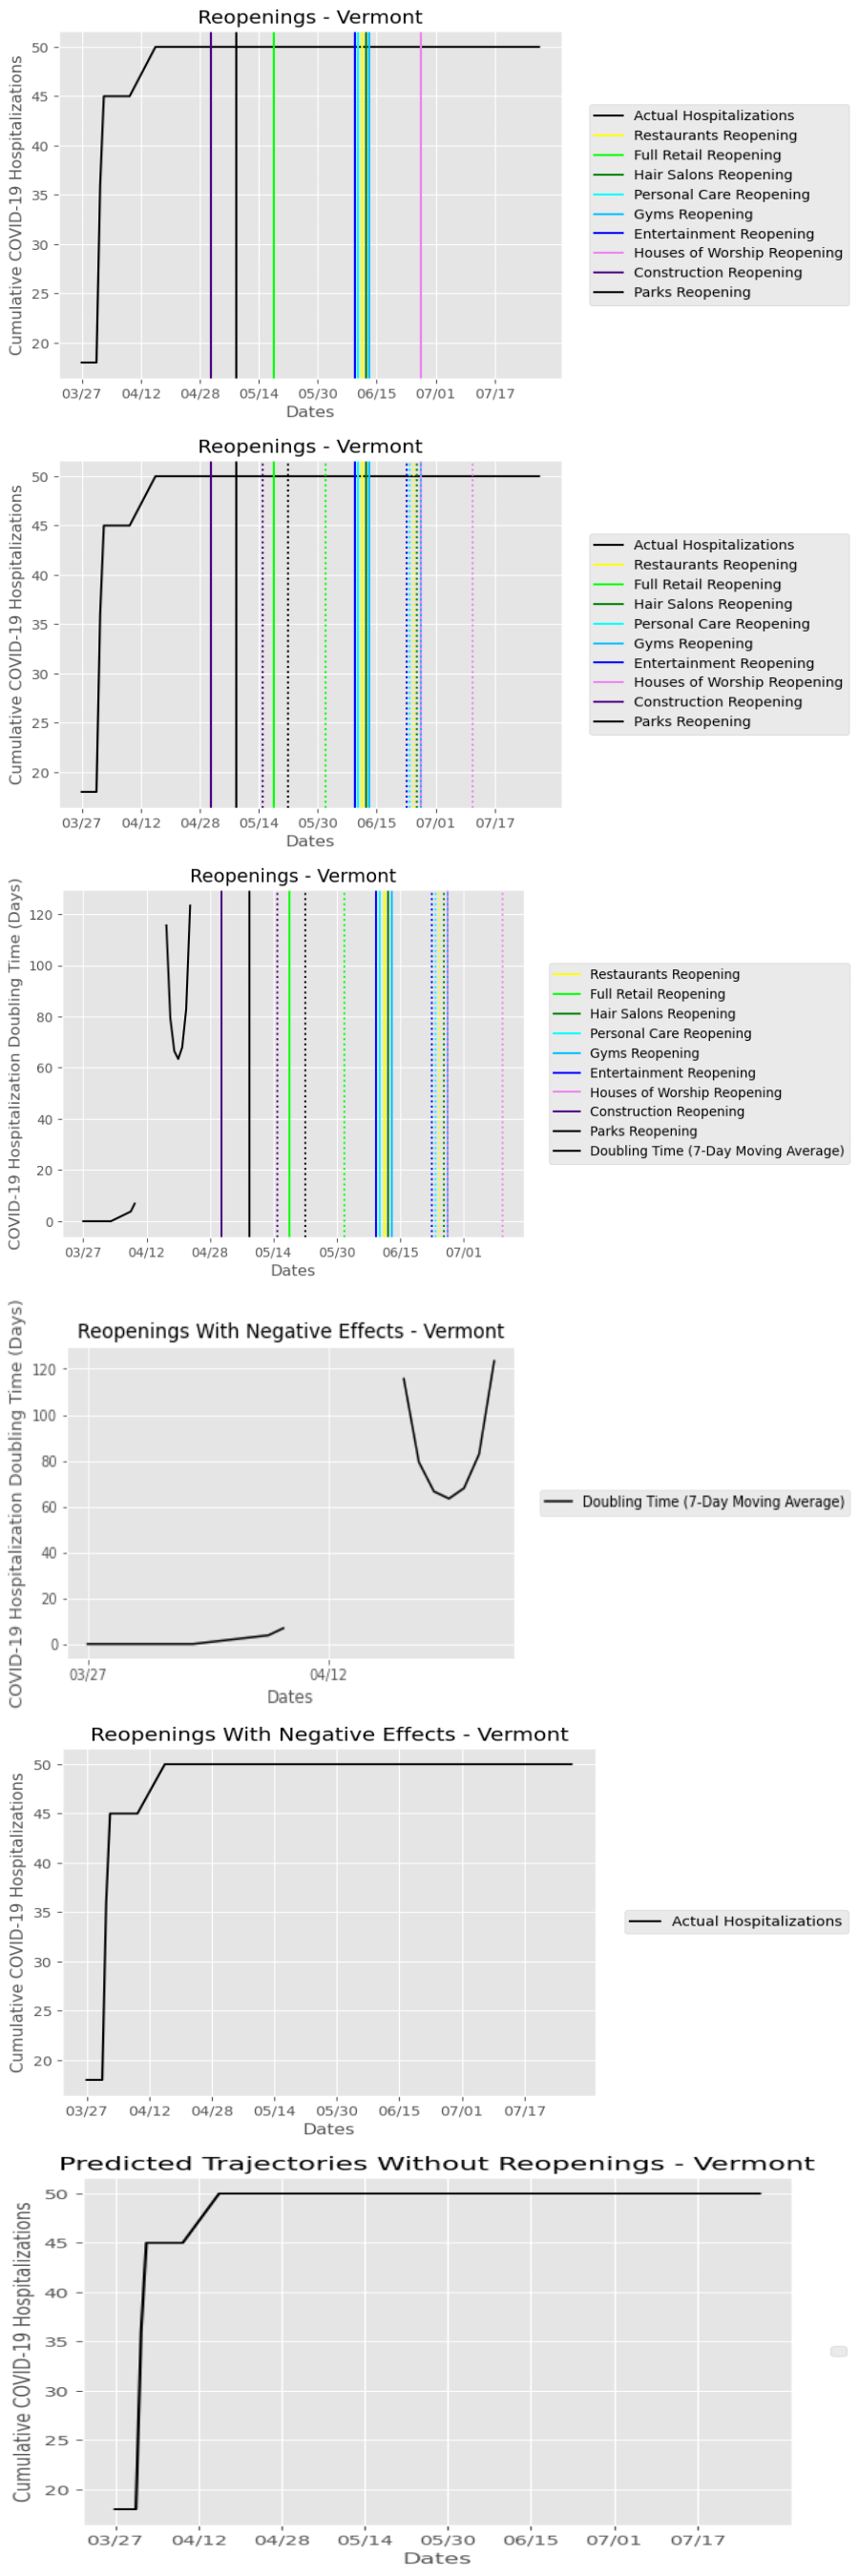 Reopenings - Vermont
Cumulative COVID-19 Hospitalizations
50
45
40
35
30
25
20
03/27 04/12 04/28 05/14 05/30 06/15 07/01 07/17
Dates
Actual Hospitalizations
Restaurants Reopening
Full Retail Reopening
Hair Salons Reopening
Personal Care Reopening
Gyms Reopening
Entertainment Reopening
Houses of Worship Reopening
Construction Reopening
Parks Reopening
Reopenings - Vermont
Cumulative COVID-19 Hospitalizations
50
45
40
35
30
25
20
03/27 04/12 04/28 05/14 05/30 06/15 07/01 07/17
Dates
Actual Hospitalizations
Restaurants Reopening
Full Retail Reopening
Hair Salons Reopening
Personal Care Reopening
Gyms Reopening
Entertainment Reopening
Houses of Worship Reopening
Construction Reopening
Parks Reopening
Reopenings - Vermont
COVID-19 Hospitalization Doubling Time (Days)
120
100
80
60
40
20
0
03/27 04/12 04/28 05/14 05/30 06/15 07/01
Dates
Restaurants Reopening
Full Retail Reopening
Hair Salons Reopening
Personal Care Reopening
Gyms Reopening
Entertainment Reopening
Houses of Worship Reopening
Construction Reopening
Parks Reopening
Doubling Time (7-Day Moving Average)
Reopenings With Negative Effects - Vermont
COVID-19 Hospitalization Doubling Time (Days)
120
100
80
60
40
20
0
03/27 04/12
Dates
Doubling Time (7-Day Moving Average)
Reopenings With Negative Effects - Vermont
Cumulative COVID-19 Hospitalizations
50
45
40
35
30
25
20
03/27 04/12 04/28 05/14 05/30 06/15 07/01 07/17
Dates
Actual Hospitalizations
Predicted Trajectories Without Reopenings - Vermont
Cumulative COVID-19 Hospitalizations
50
45
40
35
30
25
20
03/27 04/12 04/28 05/14 05/30 06/15 07/01 07/17
Dates